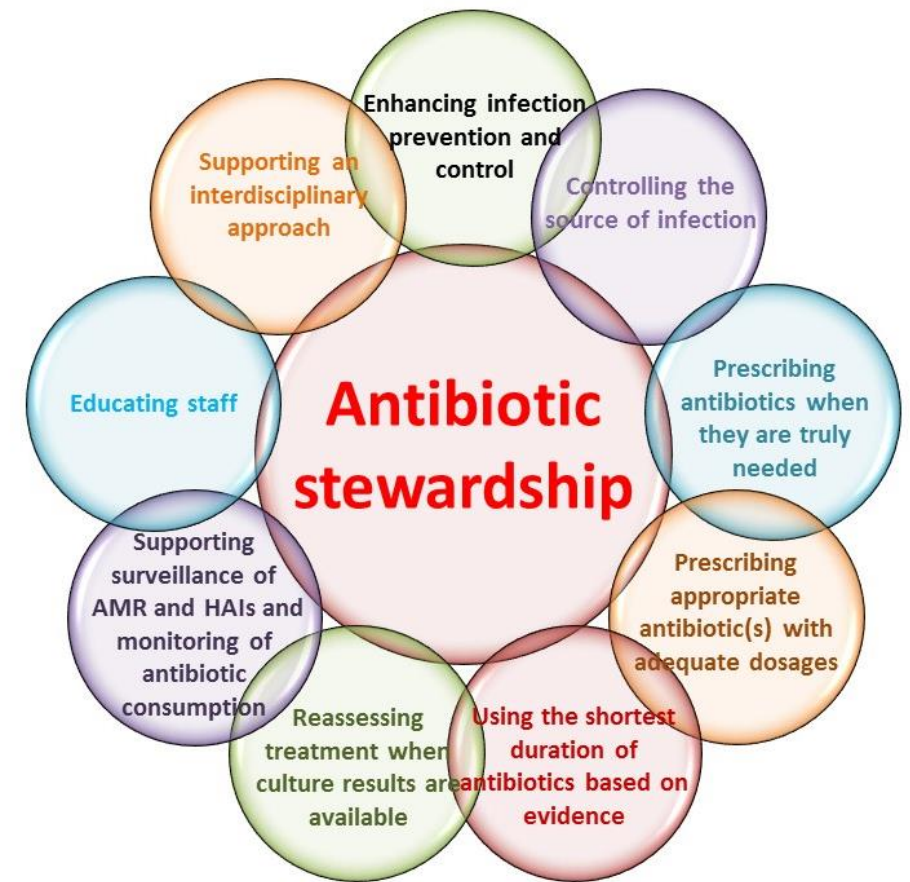 Enhancing infection
prevention and
control
Controlling the
source of infection
Prescribing
antibiotics when
they are truly
needed
Prescribing
appropriate
antibiotic(s) with
adequate dosages
Using the shortest
duration of
antibiotics based on
evidence
Reassessing
treatment when
culture results are
available
Supporting
surveillance of
AMR and HAIs and
monitoring of
antibiotic
consumption
Educating staff
Supporting an
interdisciplinary
approach
Antibiotic
stewardship